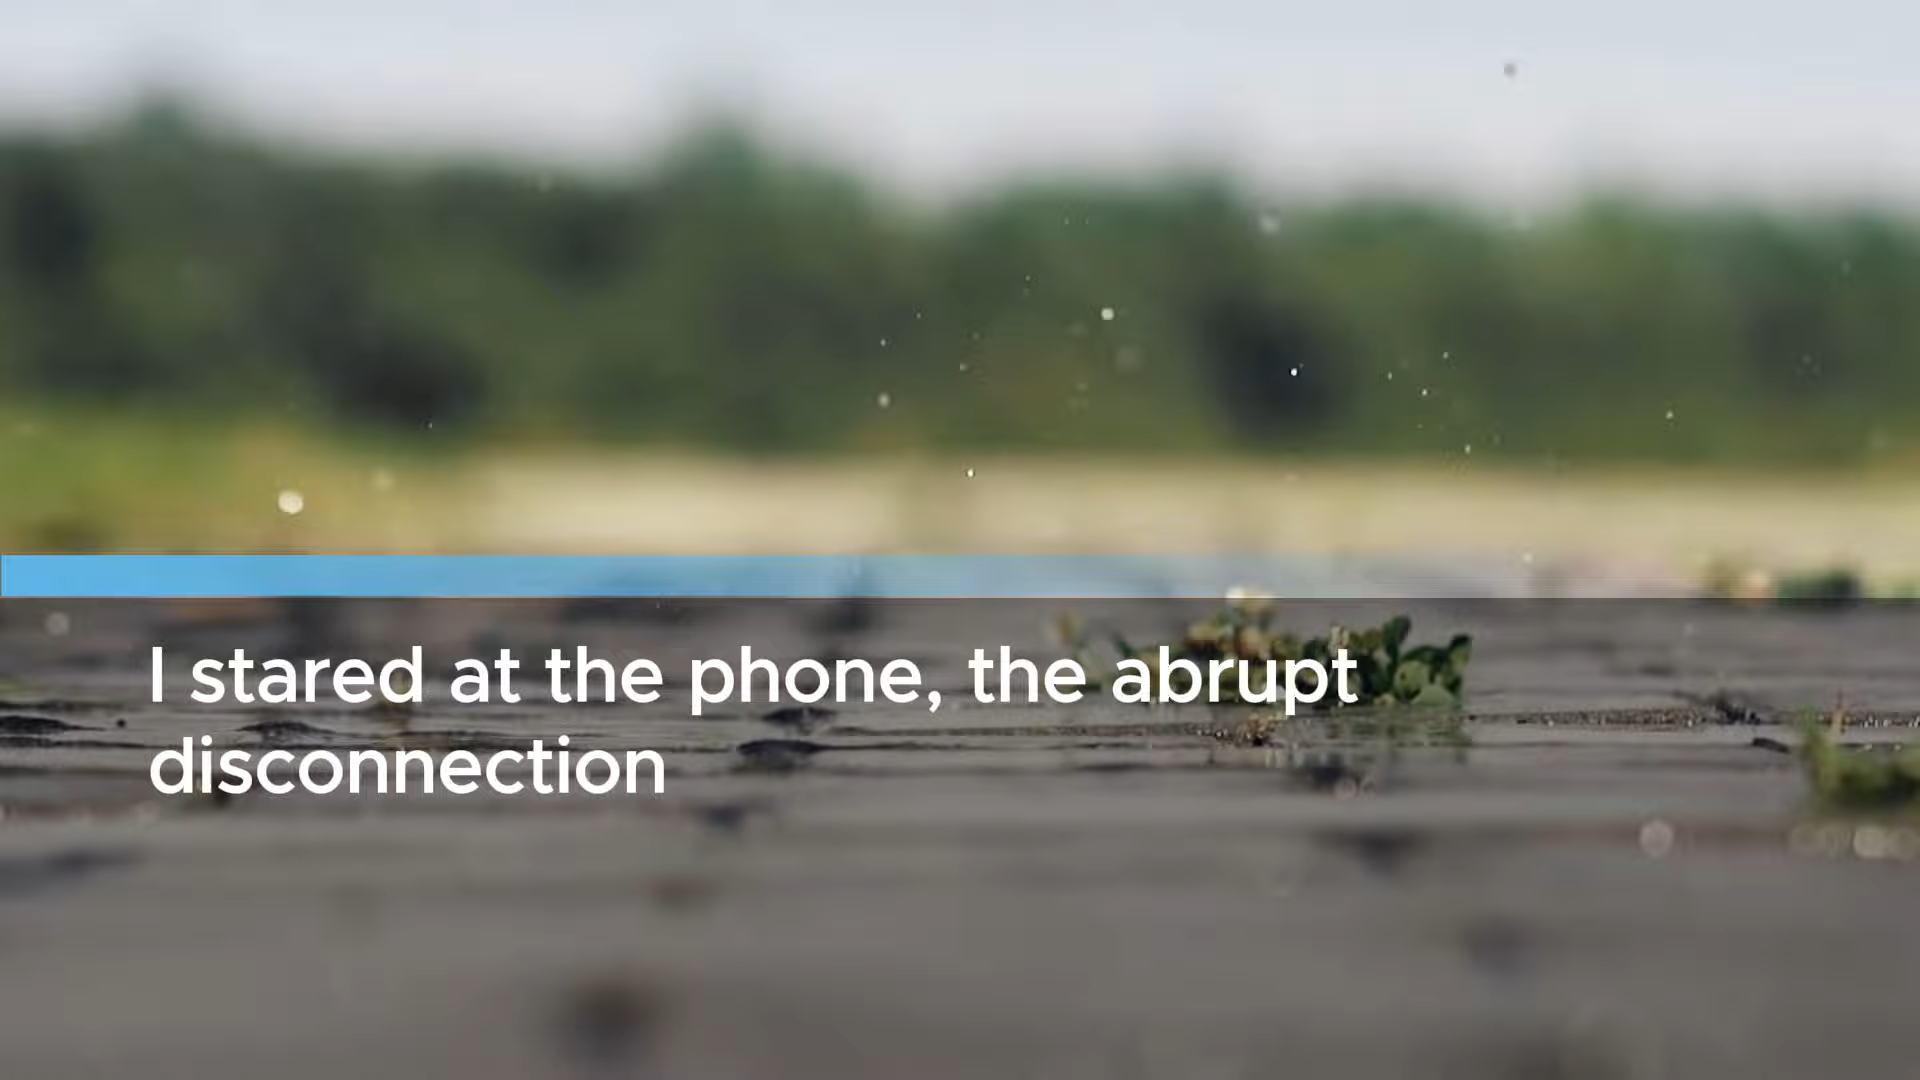 I stared at the phone, the abrupt
disconnection